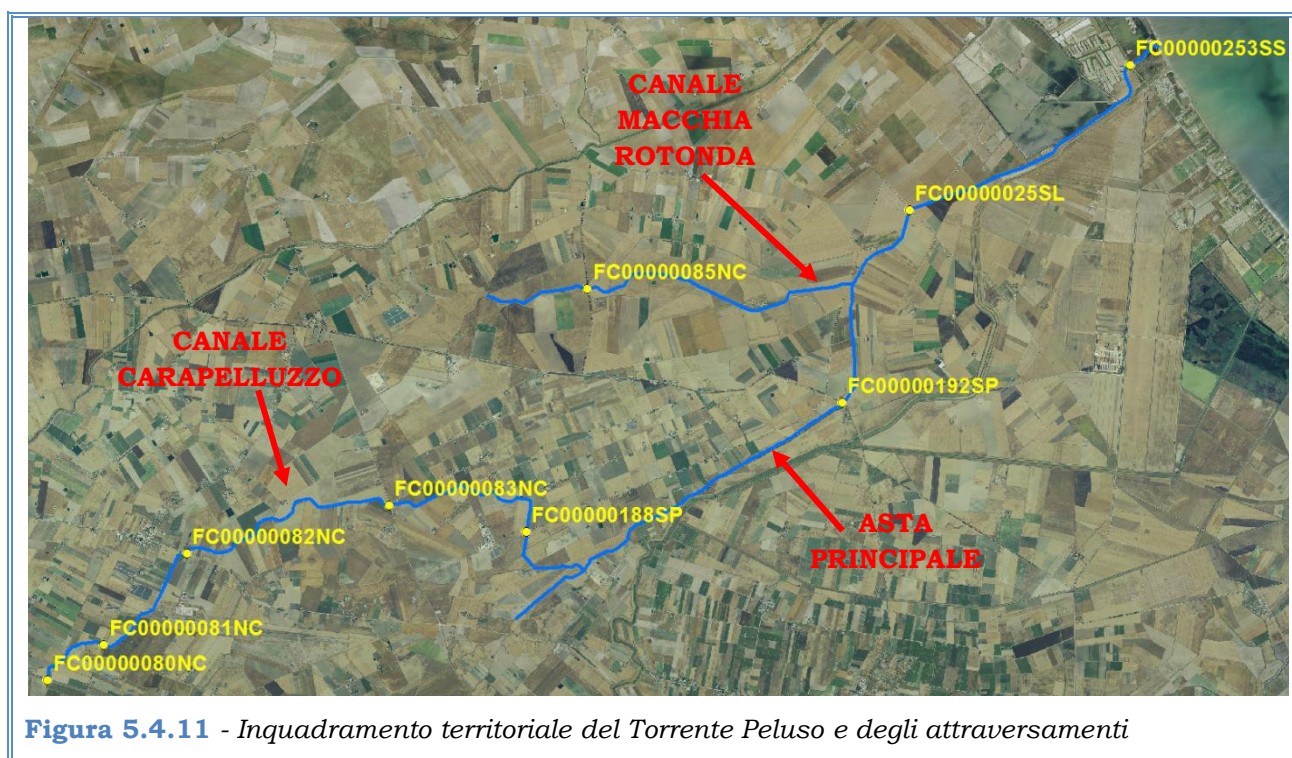 FC00000253SS
CANALE
MACCHIA
ROTONDA
FC00000025SL
FC00000085NC
CANALE
CARAPELLUZZO
FC00000192SP
FC00000083NC
FC00000188SP
ASTA
PRINCIPALE
FC00000082NC
FC00000081NC
FC00000080NC
Figura 5.4.11 - Inquadramento territoriale del Torrente Peluso e degli attraversamenti